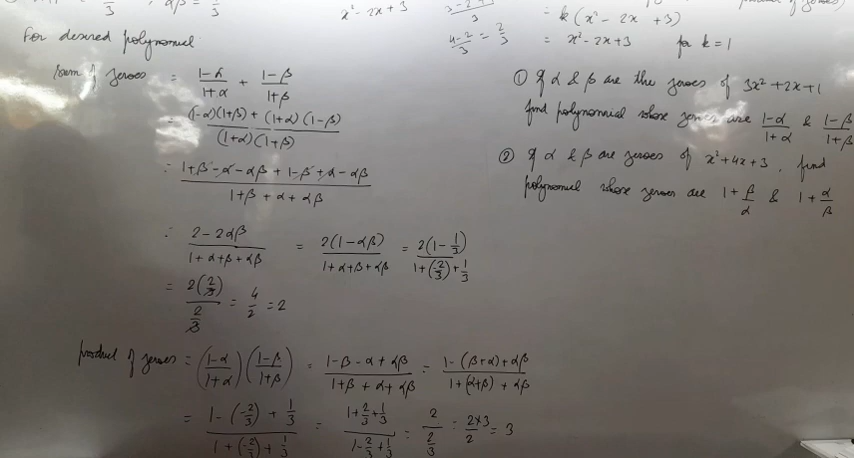 x² - 2x + 3
4-2/3 = 2/3
= k (x² - 2x + 3)
= x² - 2x + 3 for k = 1
For desired polynomial
Sum of zeroes = 1-α/1+α + 1-β/1+β
= (1-α)(1+β) + (1+α)(1-β)/(1+α)(1+β)
= 1+β-α-αβ + 1-β+α-αβ/1+β+α+αβ
= 2-2αβ/1+α+β+αβ = 2(1-αβ)/1+α+β+αβ = 2(1-1/3)/1+(-2/3)+1/3
= 2(2/3)/2/3 = 4/2 = 2
product of zeroes = (1-α/1+α)(1-β/1+β) = 1-β-α+αβ/1+β+α+αβ = 1-(β+α)+αβ/1+(α+β)+αβ
= 1-(-2/3)+1/3/1+(-2/3)+1/3 = 1+2/3+1/3/1-2/3+1/3 = 2/2/3 = 2×3/2 = 3
① If α & β are the zeroes of 3x²+2x+1
find polynomial whose zeroes are 1-α/1+α & 1-β/1+β
② If α & β are zeroes of x²+4x+3, find
polynomial whose zeroes are 1+β/α & 1+α/β